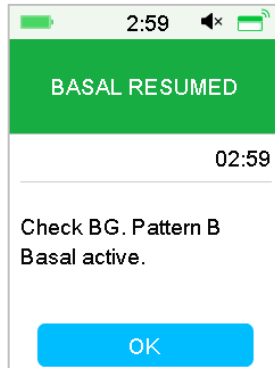 2:59
BASAL RESUMED
02:59
Check BG. Pattern B
Basal active.
OK